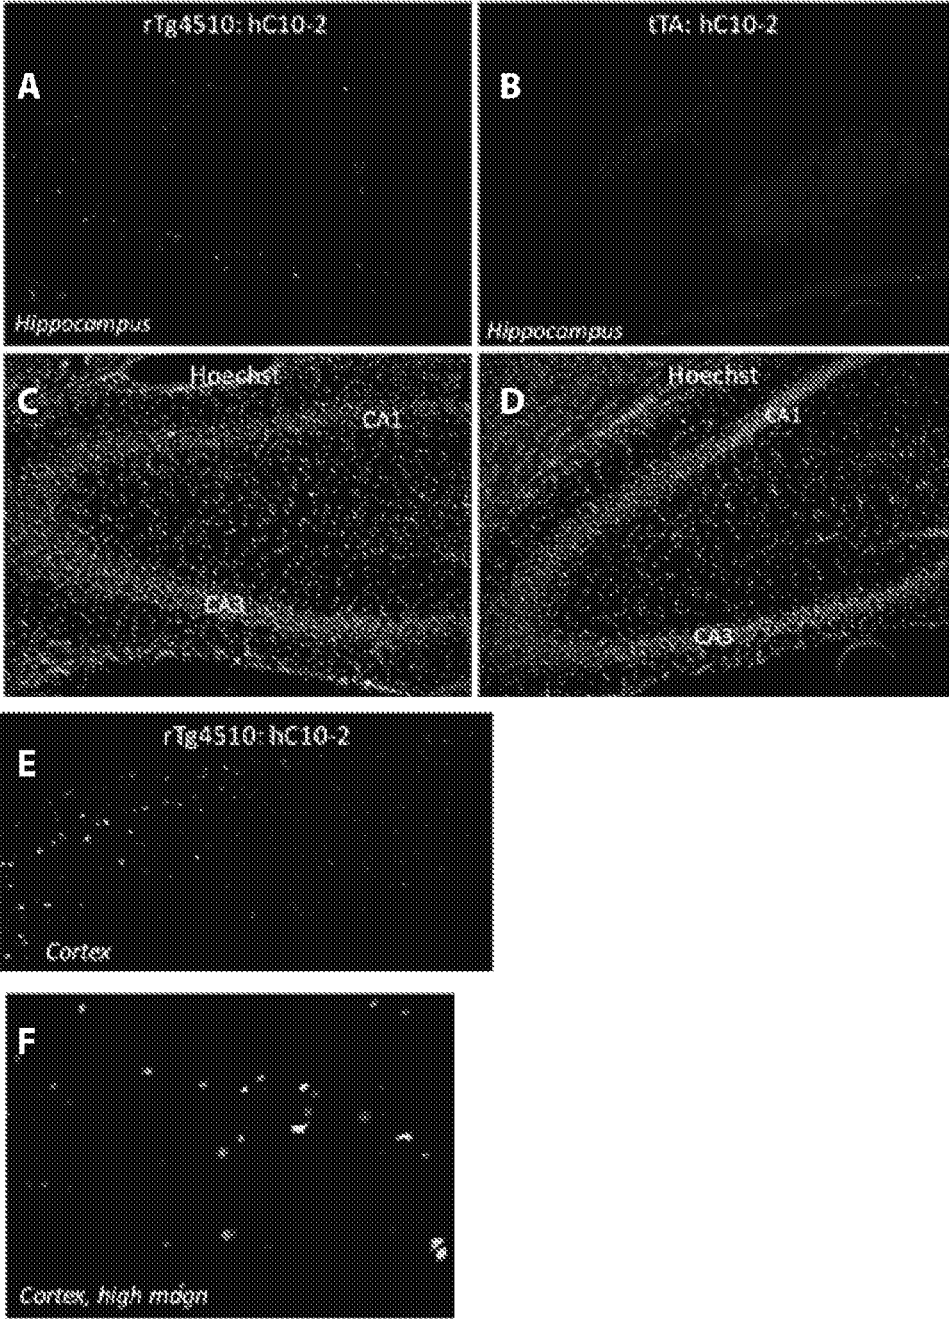 rTg4510: hC10-2
A
Hippocampus
tTA: hC10-2
B
Hippocampus
Hoechst
C
CA1
CA3
Hoechst
D
CA1
CA3
rTg4510: hC10-2
E
Cortex
F
Cortex, high magn